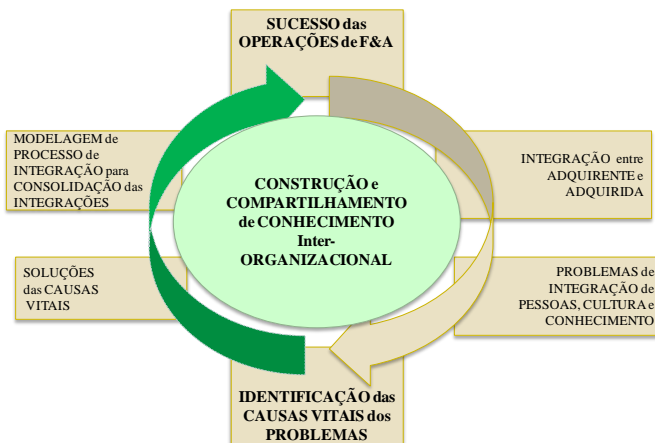 SUCESSO das
OPERAÇÕES de F&A
MODELAGEM de
PROCESSO de
INTEGRAÇÃO para
CONSOLIDAÇÃO das
INTEGRAÇÕES
INTEGRAÇÃO entre
ADQUIRENTE e
ADQUIRIDA
CONSTRUÇÃO e
COMPARTILHAMENTO
de CONHECIMENTO
Inter-
ORGANIZACIONAL
SOLUÇÕES
das CAUSAS
VITAIS
PROBLEMAS de
INTEGRAÇÃO de
PESSOAS, CULTURA e
CONHECIMENTO
IDENTIFICAÇÃO das
CAUSAS VITAIS dos
PROBLEMAS